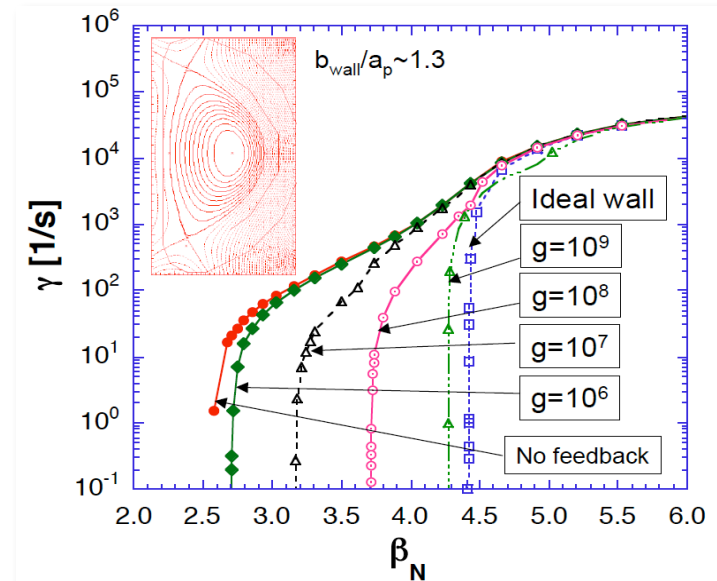 b_wall/a_p~1.3
10^6
10^5
10^4
10^3
10^2
10^1
10^0
10^-1
γ [1/s]
Ideal wall
g=10^9
g=10^8
g=10^7
g=10^6
No feedback
2.0 2.5 3.0 3.5 4.0 4.5 5.0 5.5 6.0
β_N